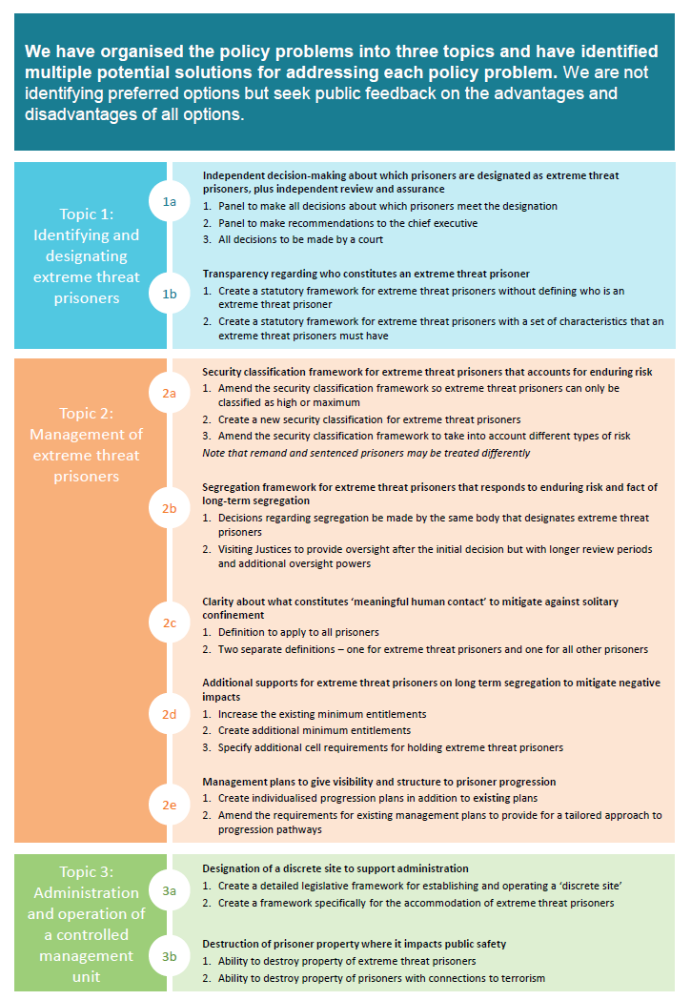 We have organised the policy problems into three topics and have identified
multiple potential solutions for addressing each policy problem. We are not
identifying preferred options but seek public feedback on the advantages and
disadvantages of all options.
Topic 1:
Identifying and
designating
extreme threat
prisoners
1a
Independent decision-making about which prisoners are designated as extreme threat
prisoners, plus independent review and assurance
1. Panel to make all decisions about which prisoners meet the designation
2. Panel to make recommendations to the chief executive
3. All decisions to be made by a court
1b
Transparency regarding who constitutes an extreme threat prisoner
1. Create a statutory framework for extreme threat prisoners without defining who is an
extreme threat prisoner
2. Create a statutory framework for extreme threat prisoners with a set of characteristics that an
extreme threat prisoners must have
Topic 2:
Management of
extreme threat
prisoners
2a
Security classification framework for extreme threat prisoners that accounts for enduring risk
1. Amend the security classification framework so extreme threat prisoners can only be
classified as high or maximum
2. Create a new security classification for extreme threat prisoners
3. Amend the security classification framework to take into account different types of risk
Note that remand and sentenced prisoners may be treated differently
2b
Segregation framework for extreme threat prisoners that responds to enduring risk and fact of
long-term segregation
1. Decisions regarding segregation be made by the same body that designates extreme threat
prisoners
2. Visiting Justices to provide oversight after the initial decision but with longer review periods
and additional oversight powers
2c
Clarity about what constitutes ‘meaningful human contact’ to mitigate against solitary
confinement
1. Definition to apply to all prisoners
2. Two separate definitions – one for extreme threat prisoners and one for all other prisoners
2d
Additional supports for extreme threat prisoners on long term segregation to mitigate negative
impacts
1. Increase the existing minimum entitlements
2. Create additional minimum entitlements
3. Specify additional cell requirements for holding extreme threat prisoners
2e
Management plans to give visibility and structure to prisoner progression
1. Create individualised progression plans in addition to existing plans
2. Amend the requirements for existing management plans to provide for a tailored approach to
progression pathways
Topic 3:
Administration
and operation of
a controlled
management
unit
3a
Designation of a discrete site to support administration
1. Create a detailed legislative framework for establishing and operating a ‘discrete site’
2. Create a framework specifically for the accommodation of extreme threat prisoners
3b
Destruction of prisoner property where it impacts public safety
1. Ability to destroy property of extreme threat prisoners
2. Ability to destroy property of prisoners with connections to terrorism